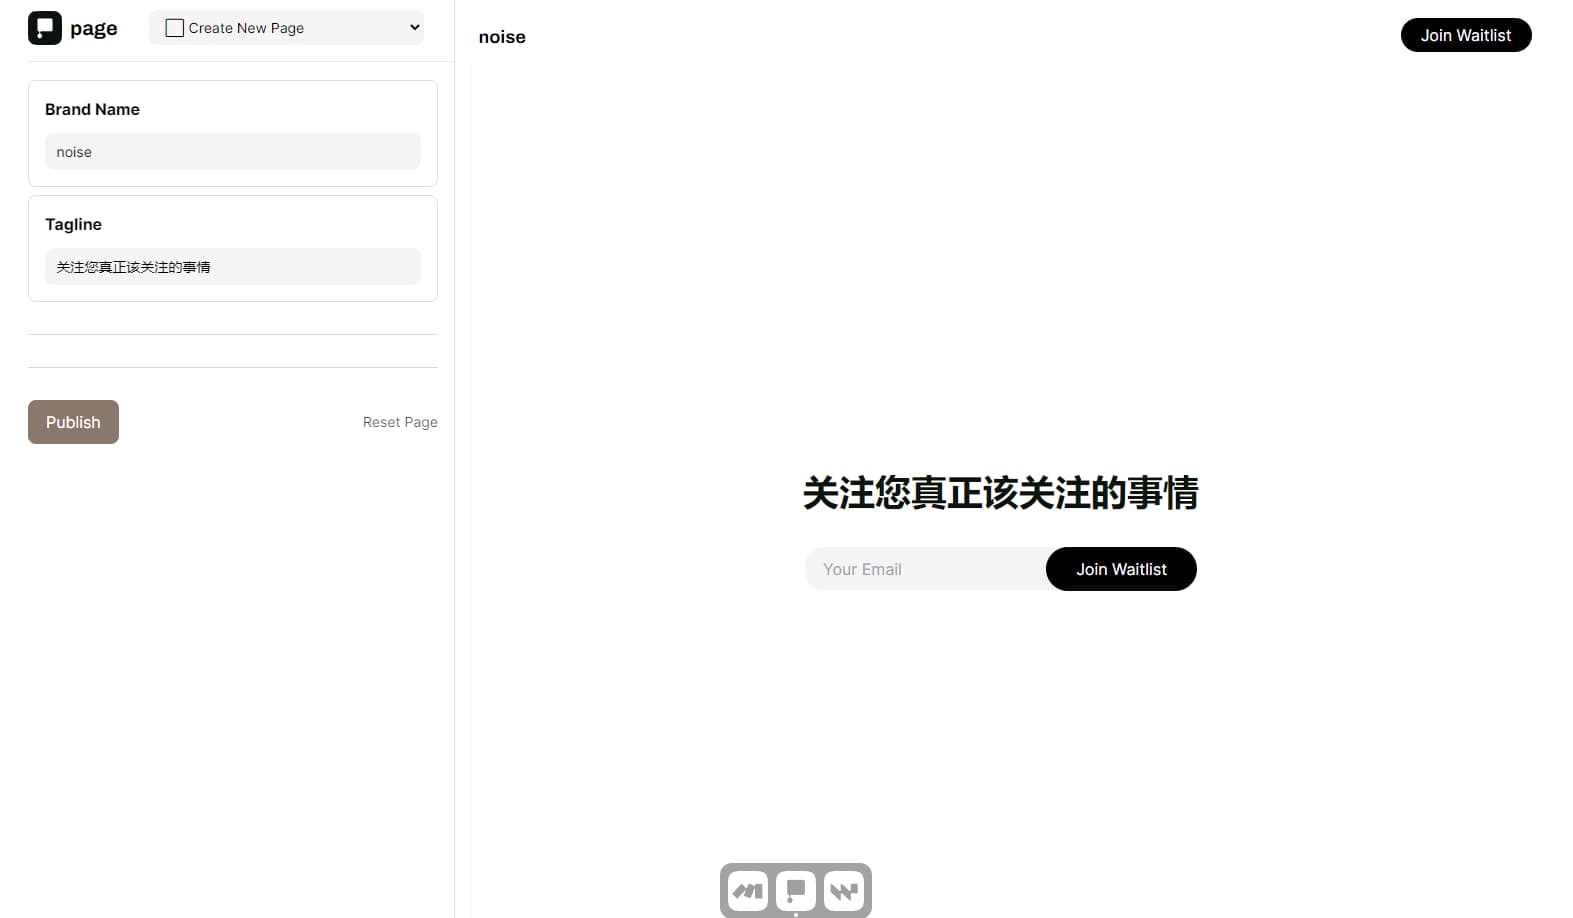 page
Create New Page
Brand Name
noise
Tagline
关注您真正该关注的事情
Publish
Reset Page
noise
Join Waitlist
关注您真正该关注的事情
Your Email
Join Waitlist